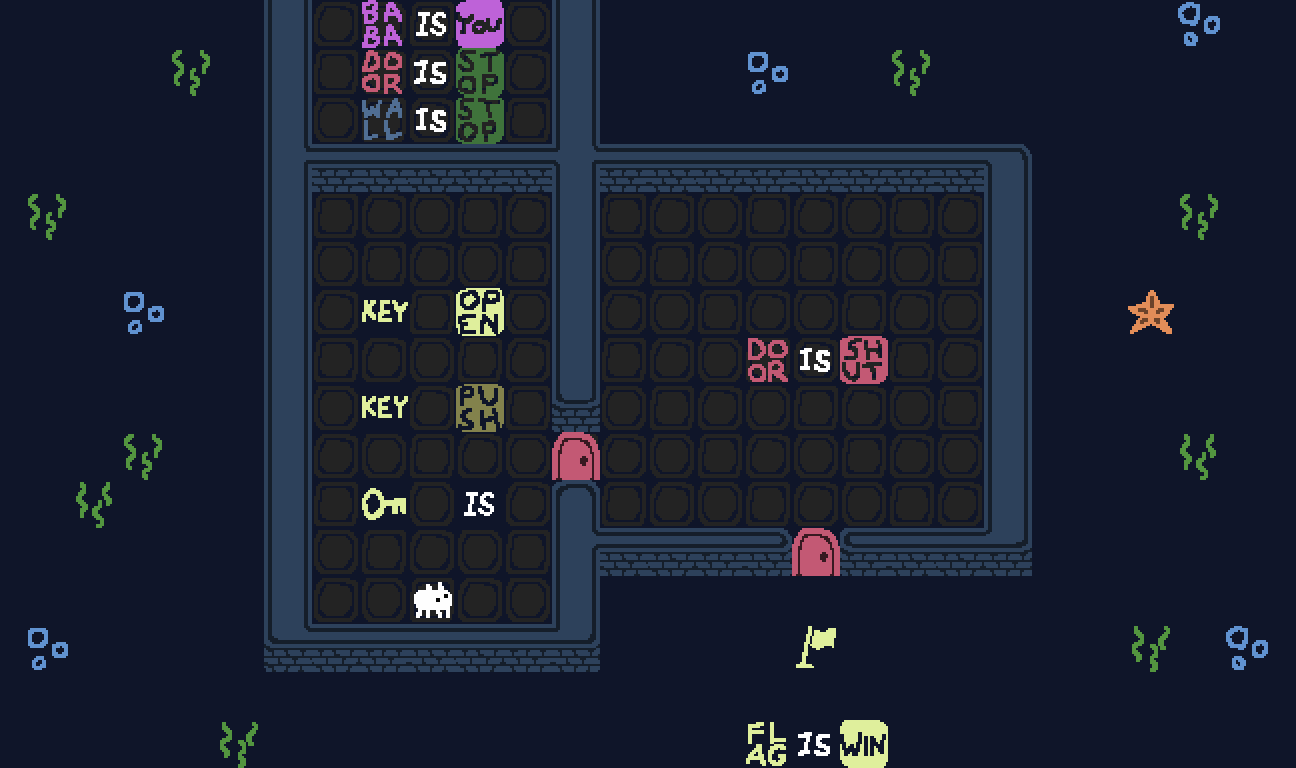 BABA IS YOU
DOOR IS STOP
WALL IS STOP
KEY OPEN
DOOR IS SHUT
KEY PUSH
IS
FLAG IS WIN